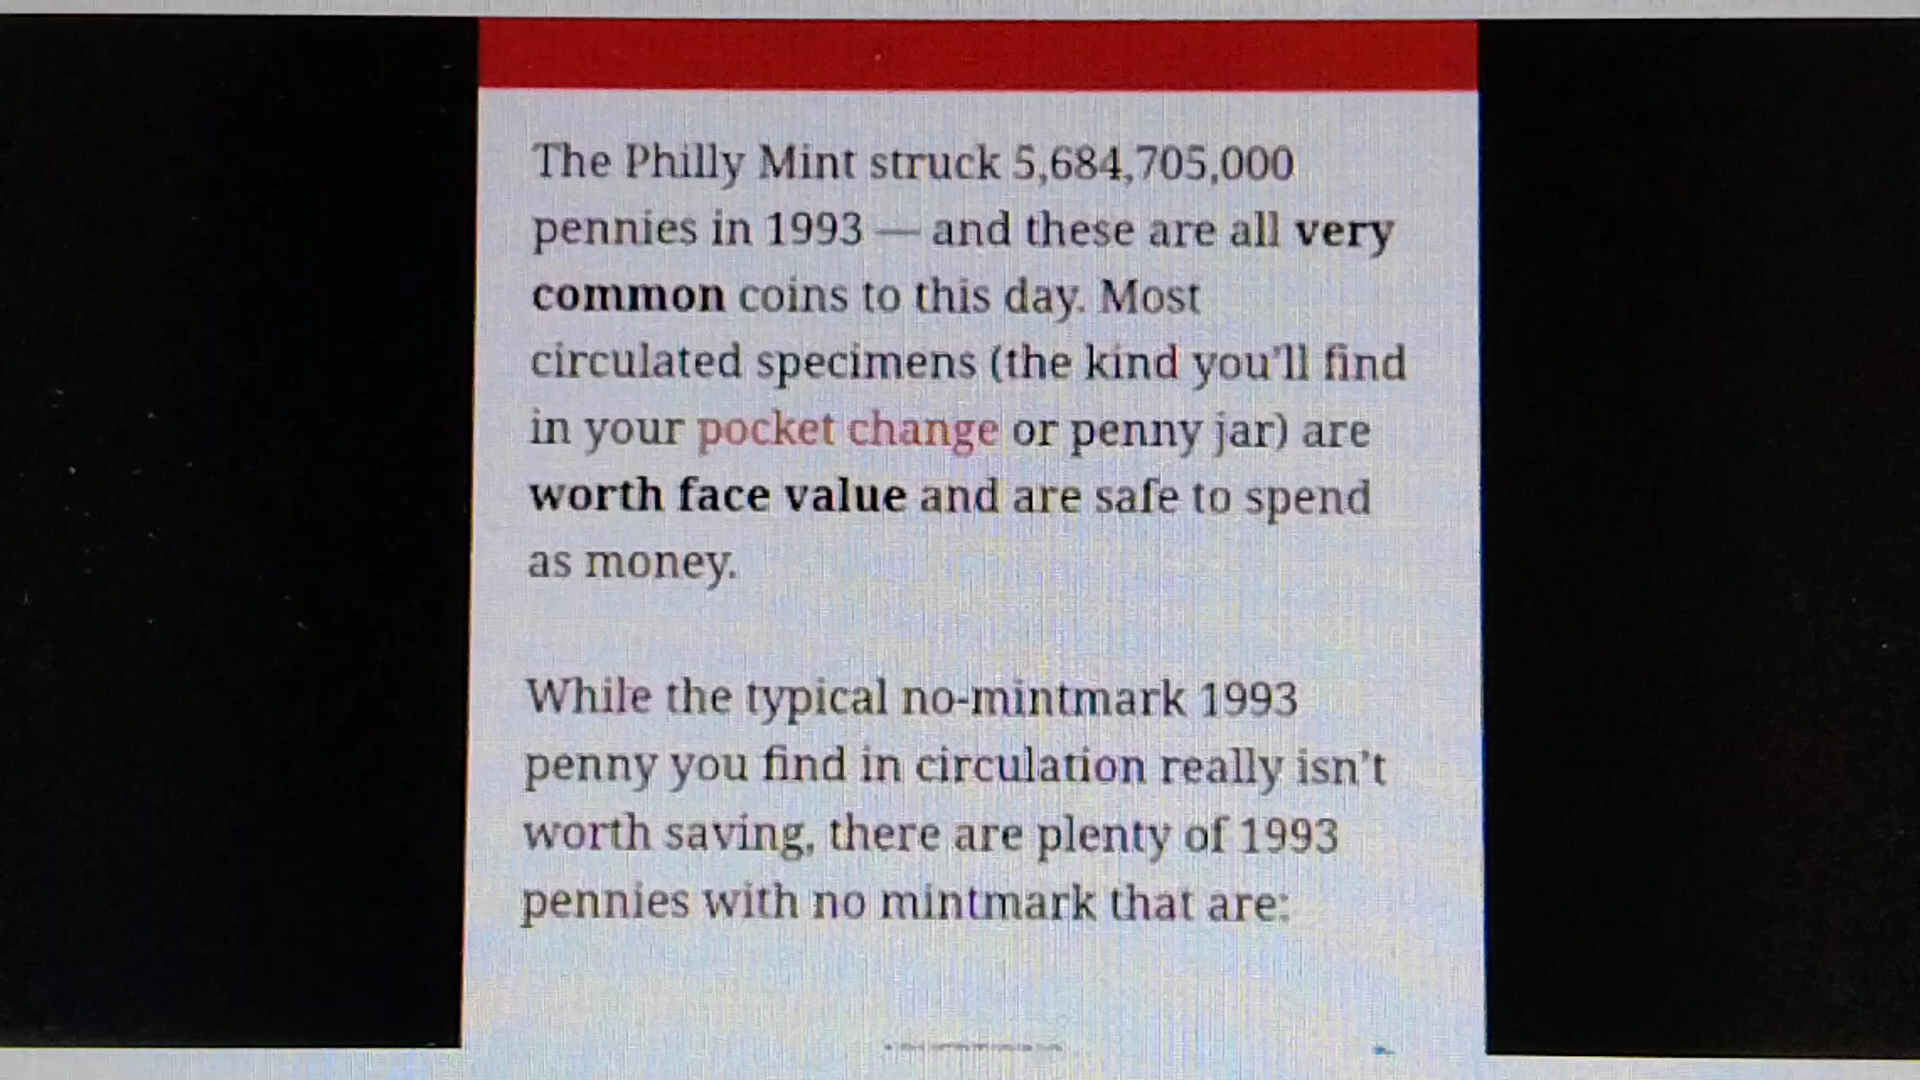 The Philly Mint struck 5,684,705,000
pennies in 1993 — and these are all very
common coins to this day. Most
circulated specimens (the kind you'll find
in your pocket change or penny jar) are
worth face value and are safe to spend
as money.
While the typical no-mintmark 1993
penny you find in circulation really isn't
worth saving, there are plenty of 1993
pennies with no mintmark that are: